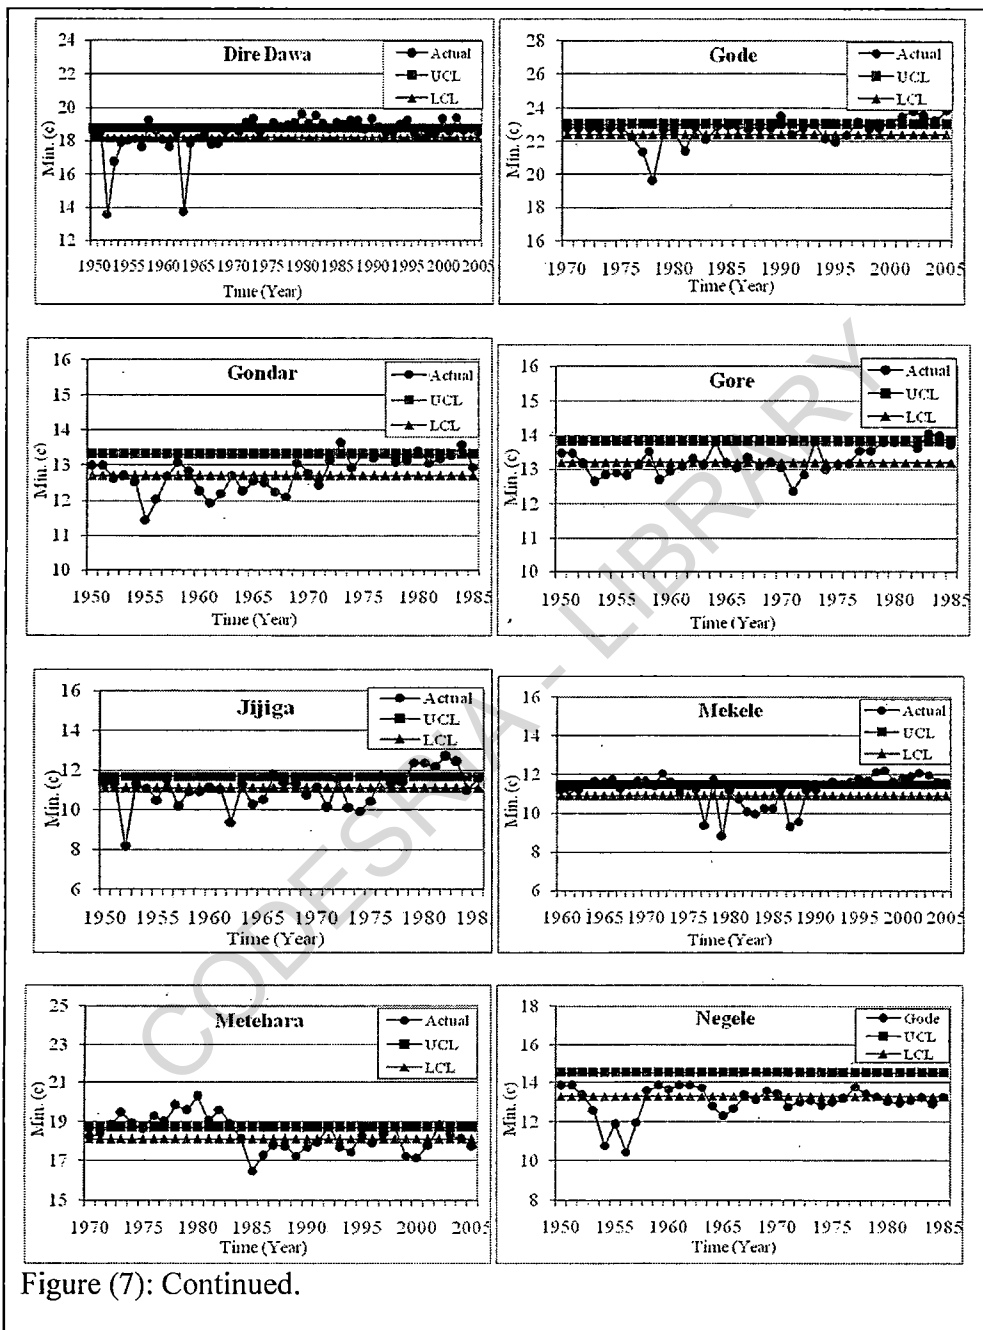 Dire Dawa
Actual
UCL
LCL
24
22
20
18
16
14
12
Min. (c)
1950 1955 1960 1965 1970 1975 1980 1985 1990 1995 2000 2005
Time (Year)
Gode
Actual
UCL
LCL
28
26
24
22
20
18
16
Min. (c)
1970 1975 1980 1985 1990 1995 2000 2005
Time (Year)
Gondar
Actual
UCL
LCL
16
15
14
13
12
11
10
Min. (c)
1950 1955 1960 1965 1970 1975 1980 1985
Time (Year)
Gore
Actual
UCL
LCL
16
15
14
13
12
11
10
Min. (c)
1950 1955 1960 1965 1970 1975 1980 1985
Time (Year)
Jijiga
Actual
UCL
LCL
16
14
12
10
8
6
Min. (c)
1950 1955 1960 1965 1970 1975 1980 198
Time (Year)
Mekele
Actual
UCL
LCL
16
14
12
10
8
6
Min. (c)
1960 1965 1970 1975 1980 1985 1990 1995 2000 2005
Time (Year)
Metehara
Actual
UCL
LCL
25
23
21
19
17
15
Min. (c)
1970 1975 1980 1985 1990 1995 2000 2005
Time (Year)
Negele
Gode
UCL
LCL
18
16
14
12
10
8
Min. (c)
1950 1955 1960 1965 1970 1975 1980 1985
Time (Year)
CODESRIA - LIBRARY
Figure (7): Continued.